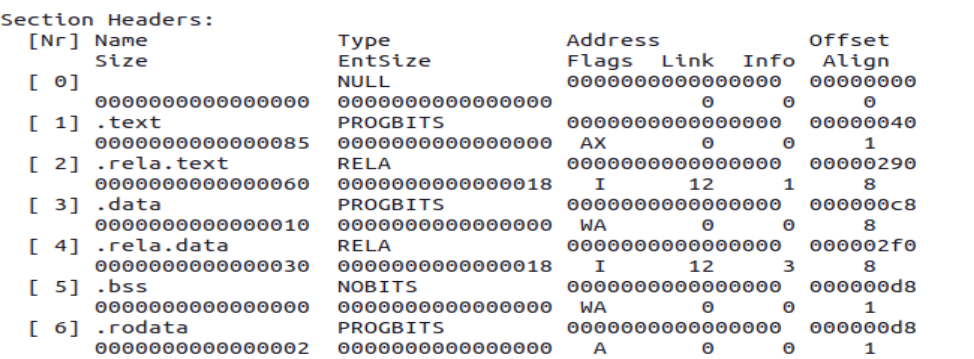 Section Headers:
  [Nr] Name              Type             Address           Offset
       Size              EntSize          Flags  Link  Info  Align
  [ 0]                   NULL             0000000000000000  00000000
       0000000000000000  0000000000000000           0     0     0
  [ 1] .text             PROGBITS         0000000000000000  00000040
       0000000000000085  0000000000000000  AX       0     0     1
  [ 2] .rela.text        RELA             0000000000000000  00000290
       0000000000000060  0000000000000018   I      12     1     8
  [ 3] .data             PROGBITS         0000000000000000  000000c8
       0000000000000010  0000000000000000  WA       0     0     8
  [ 4] .rela.data        RELA             0000000000000000  000002f0
       0000000000000030  0000000000000018   I      12     3     8
  [ 5] .bss              NOBITS           0000000000000000  000000d8
       0000000000000000  0000000000000000  WA       0     0     1
  [ 6] .rodata           PROGBITS         0000000000000000  000000d8
       0000000000000002  0000000000000000   A       0     0     1